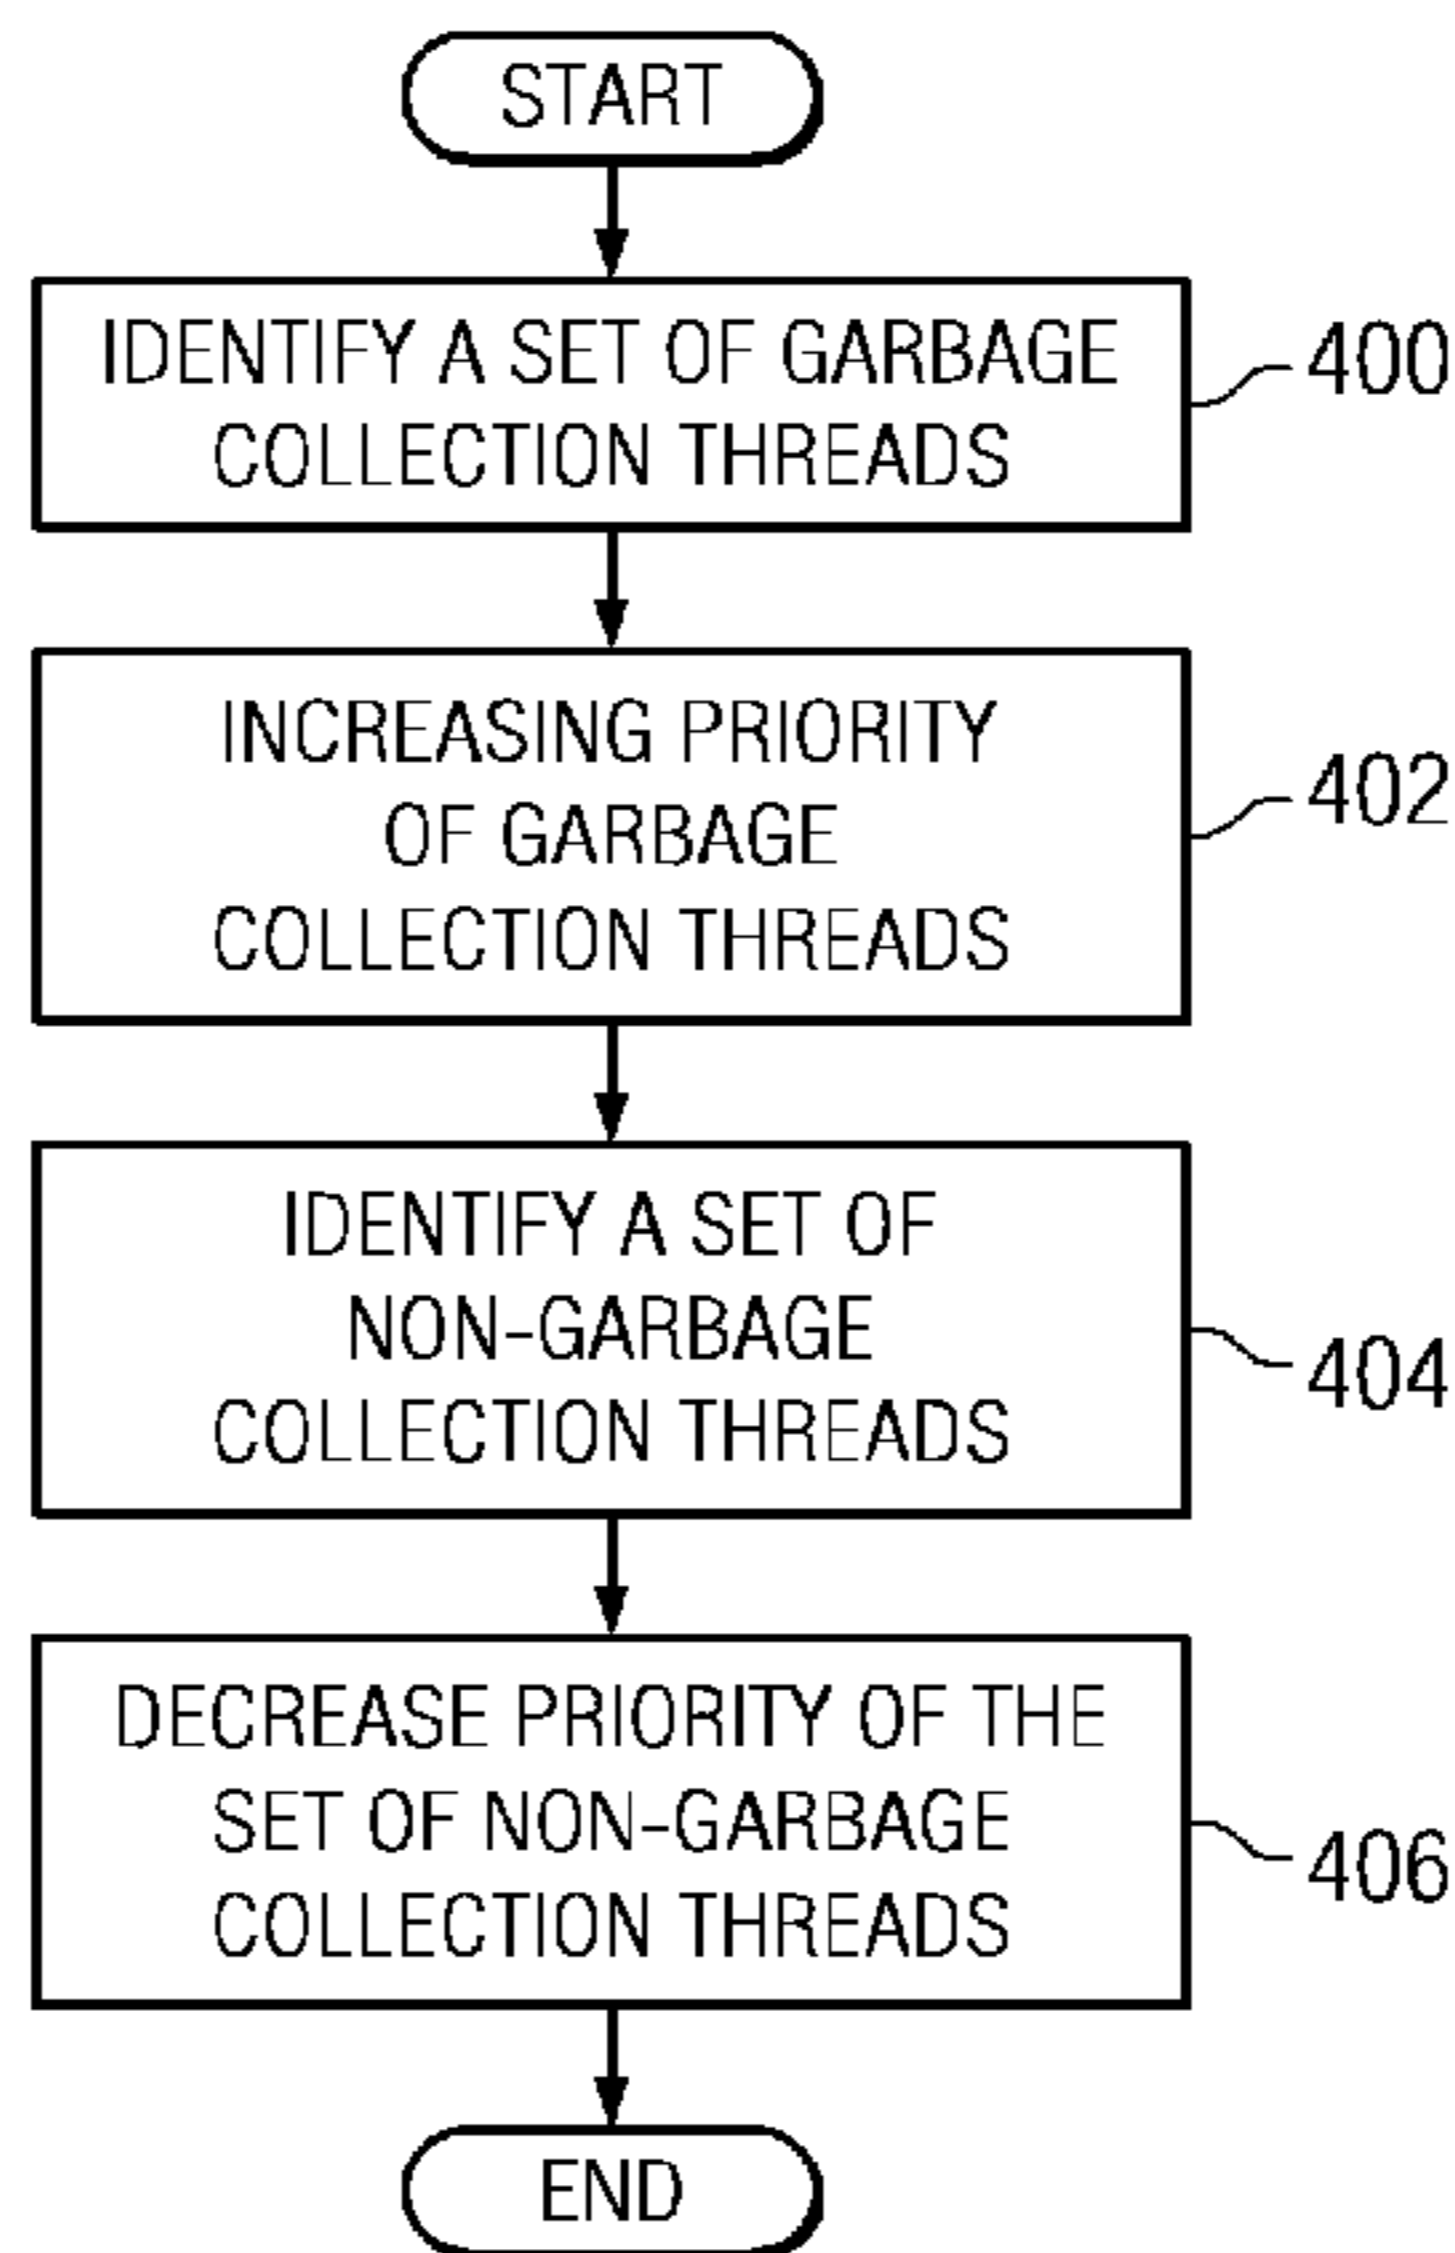 START
IDENTIFY A SET OF GARBAGE
COLLECTION THREADS
400
INCREASING PRIORITY
OF GARBAGE
COLLECTION THREADS
402
IDENTIFY A SET OF
NON-GARBAGE
COLLECTION THREADS
404
DECREASE PRIORITY OF THE
SET OF NON-GARBAGE
COLLECTION THREADS
406
END